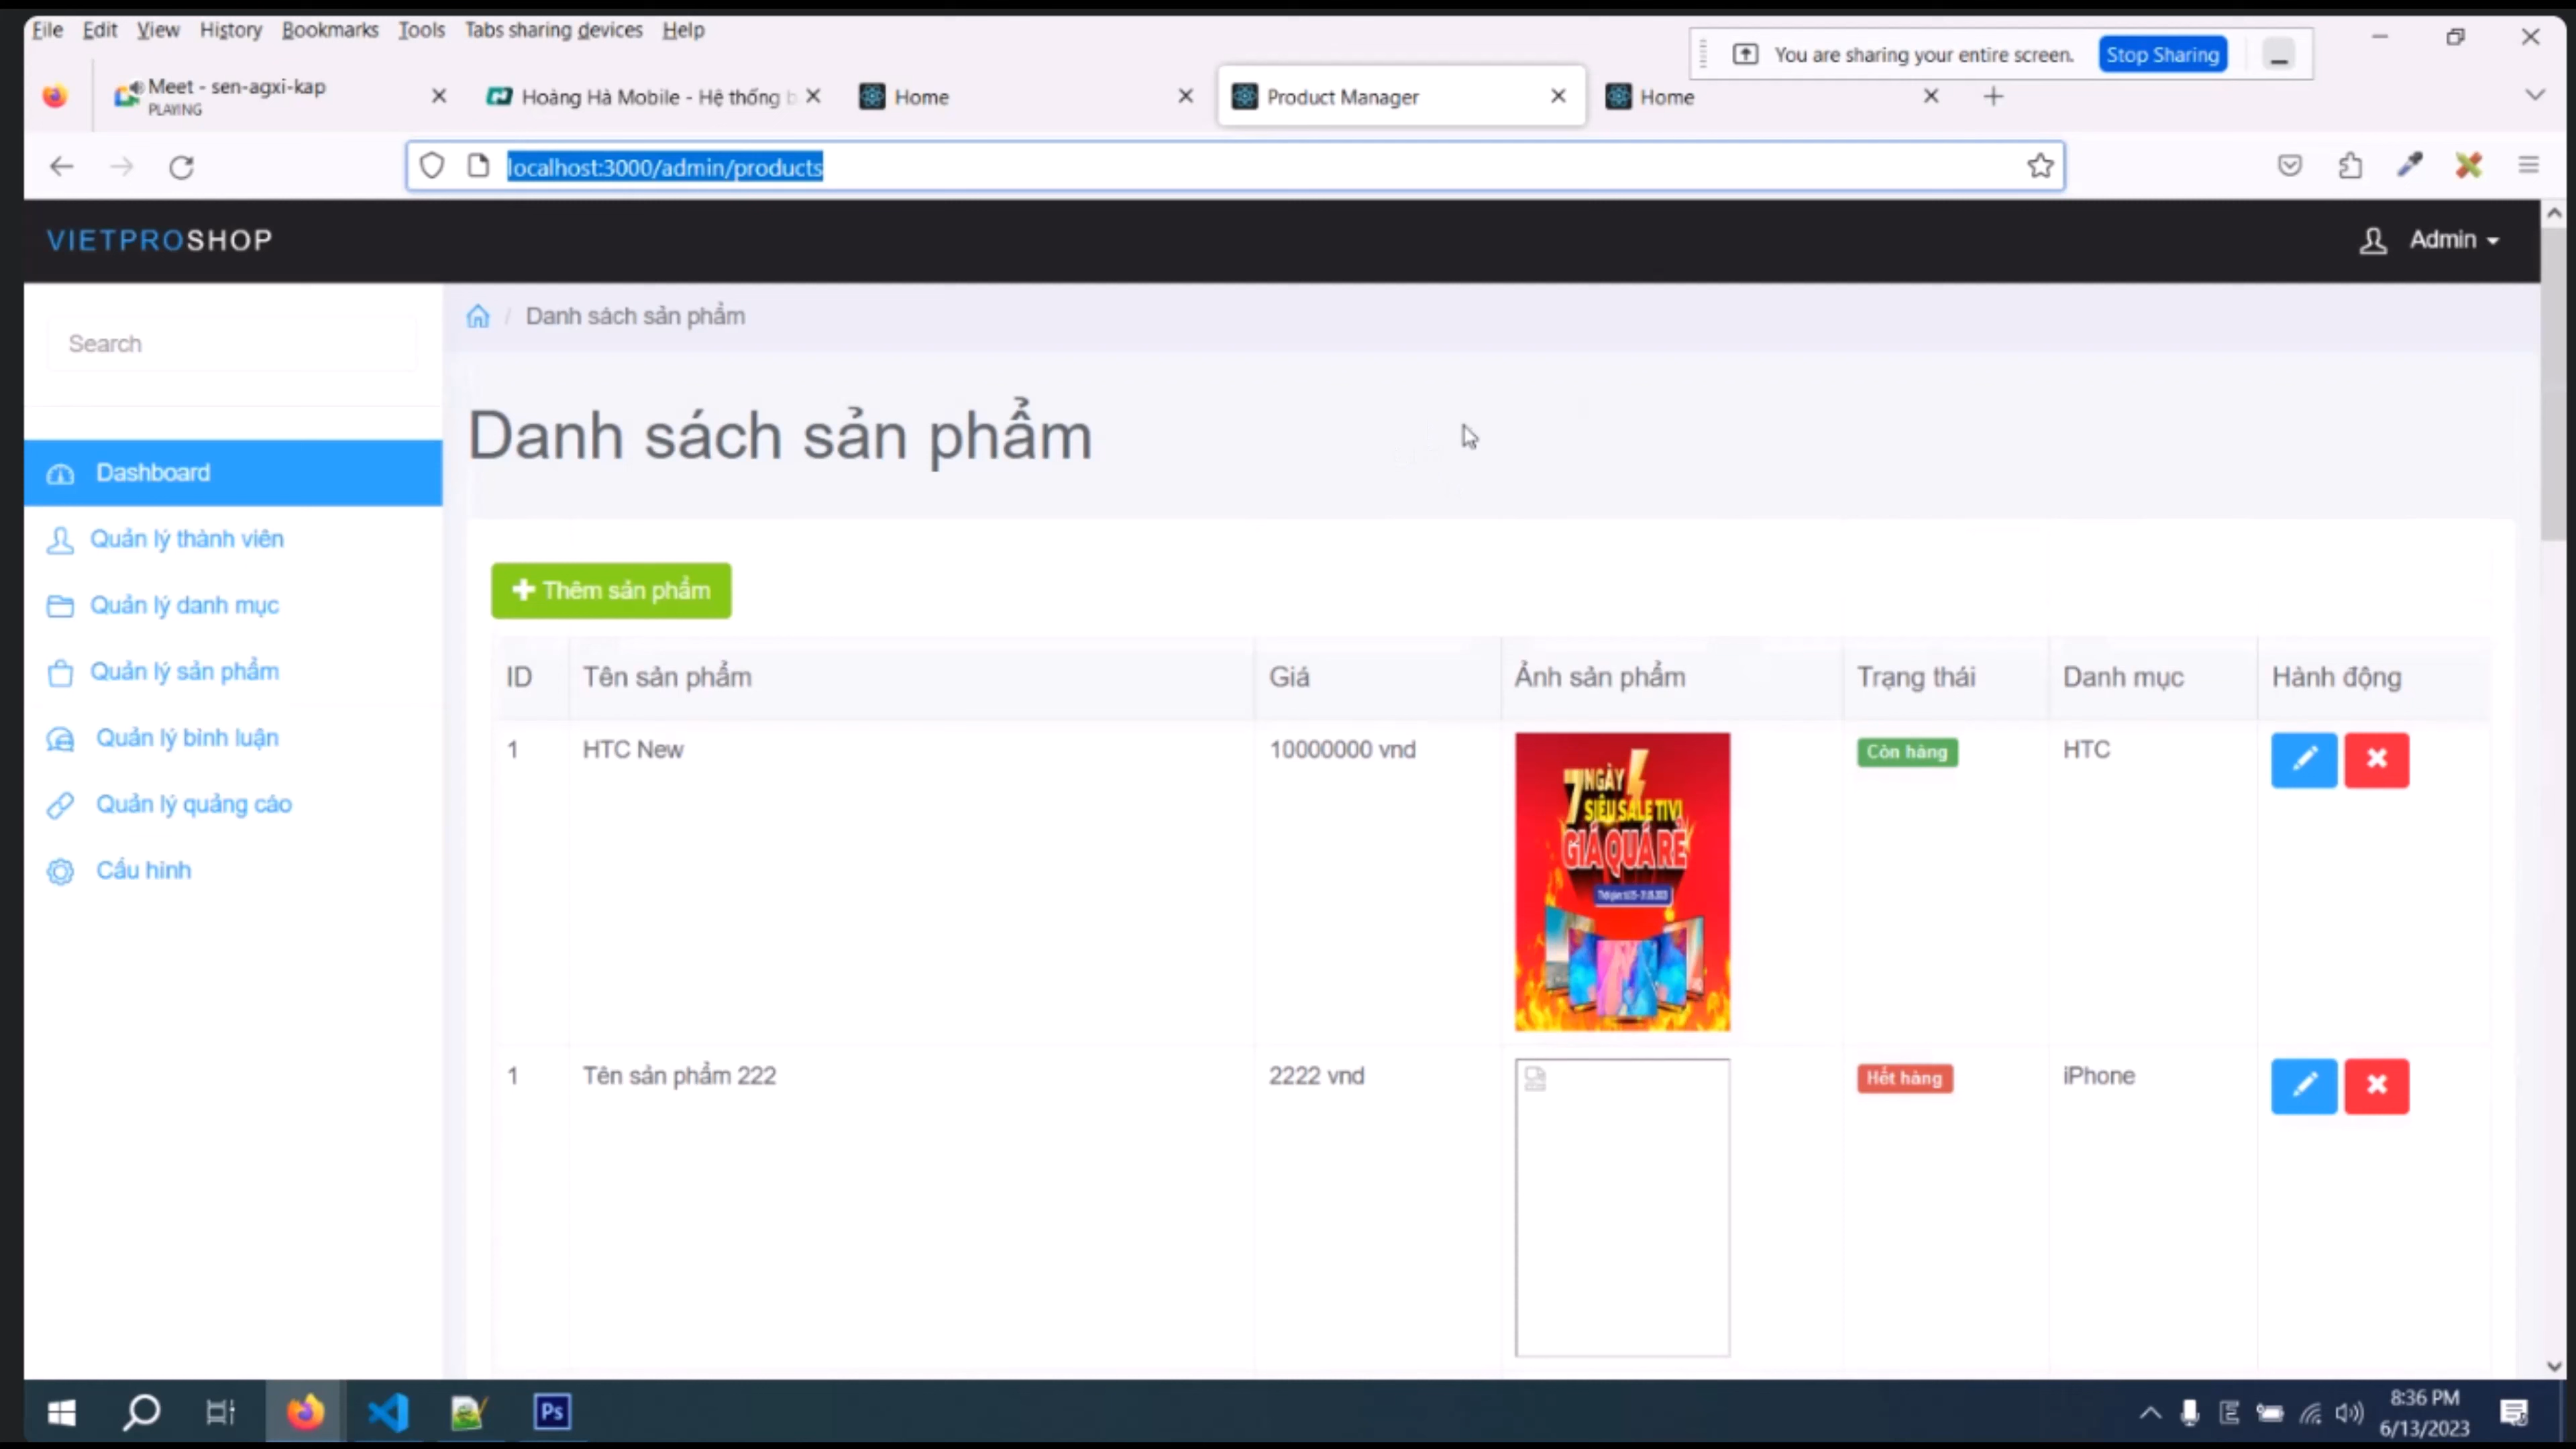 File Edit View History Bookmarks Tools Tabs sharing devices Help
You are sharing your entire screen. Stop Sharing
Meet - sen-agxi-kap
PLAYING
Hoàng Hà Mobile - Hệ thống b
Home
Product Manager
Home
localhost:3000/admin/products
VIETPROSHOP
Admin
Search
Danh sách sản phẩm
Danh sách sản phẩm
Dashboard
Quản lý thành viên
Quản lý danh mục
Quản lý sản phẩm
Quản lý bình luận
Quản lý quảng cáo
Cấu hình
Thêm sản phẩm
ID Tên sản phẩm Giá Ảnh sản phẩm Trạng thái Danh mục Hành động
1 HTC New 10000000 vnd Còn hàng HTC
7 NGÀY
SIÊU SALE TIVI
GIÁ QUÁ RẺ
1 Tên sản phẩm 222 2222 vnd Hết hàng iPhone
Ps
E
8:36 PM
6/13/2023